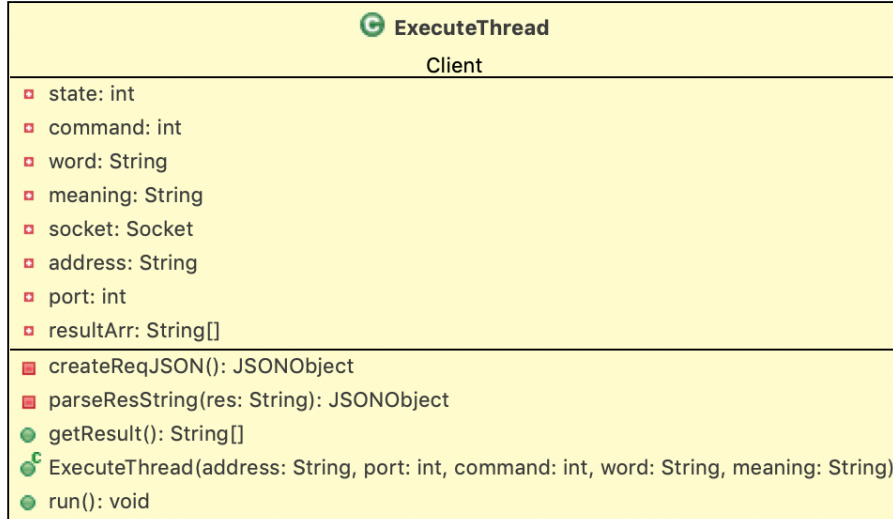 C ExecuteThread
Client
state: int
command: int
word: String
meaning: String
socket: Socket
address: String
port: int
resultArr: String[]
createReqJSON(): JSONObject
parseResString(res: String): JSONObject
getResult(): String[]
C ExecuteThread(address: String, port: int, command: int, word: String, meaning: String)
run(): void